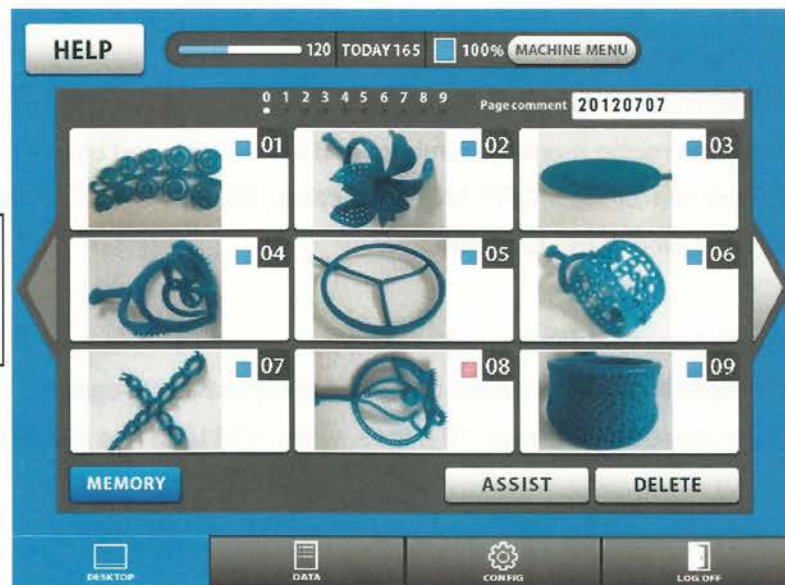 HELP
120 TODAY 165 100% MACHINE MENU
0 1 2 3 4 5 6 7 8 9 Page comment 20120707
01 02 03
04 05 06
07 08 09
MEMORY ASSIST DELETE
DESKTOP DATA CONFIG LOG OFF